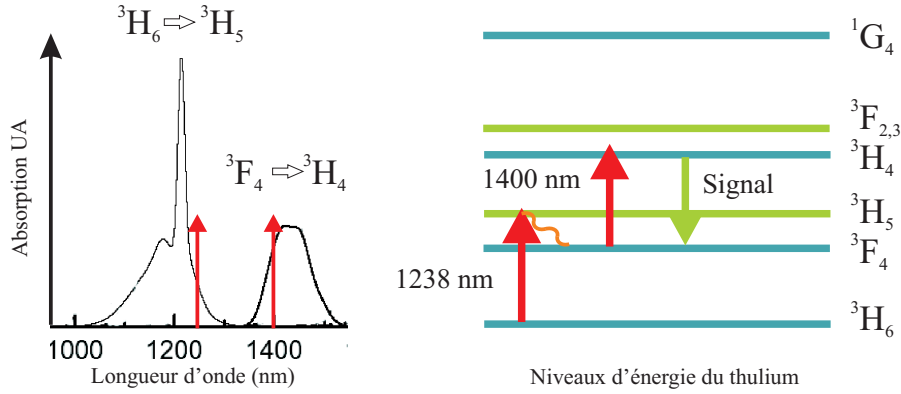 ³H₆ ⇨ ³H₅
³F₄ ⇨ ³H₄
Absorption UA
1000 1200 1400
Longueur d’onde (nm)
¹G₄
³F₂,₃
³H₄
1400 nm
Signal
³H₅
³F₄
1238 nm
³H₆
Niveaux d’énergie du thulium